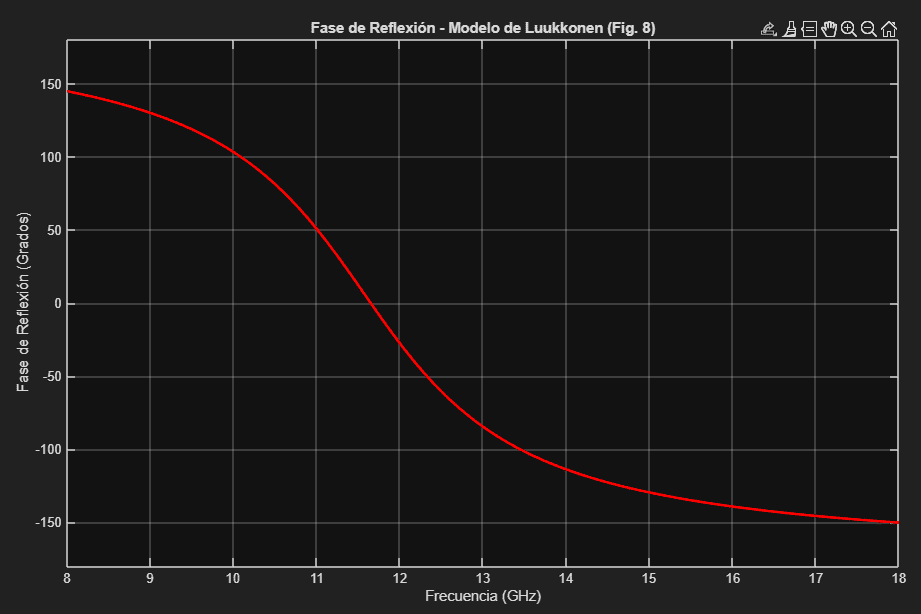 Fase de Reflexión - Modelo de Luukkonen (Fig. 8)
150
100
50
0
-50
-100
-150
Fase de Reflexión (Grados)
8 9 10 11 12 13 14 15 16 17 18
Frecuencia (GHz)